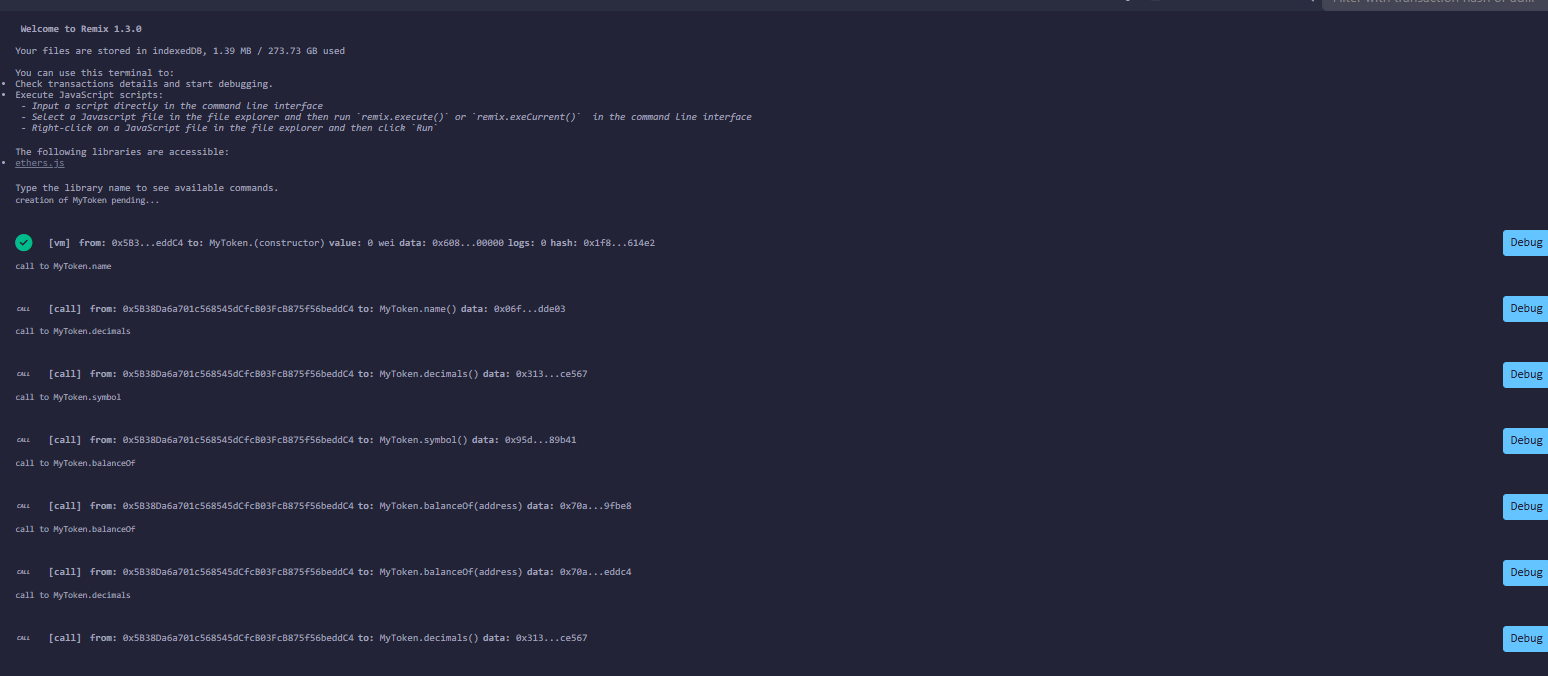 Welcome to Remix 1.3.0
Your files are stored in indexedDB, 1.39 MB / 273.73 GB used
You can use this terminal to:
• Check transactions details and start debugging.
• Execute JavaScript scripts:
- Input a script directly in the command line interface
- Select a Javascript file in the file explorer and then run `remix.execute()` or `remix.exeCurrent()` in the command line interface
- Right-click on a JavaScript file in the file explorer and then click `Run`
The following libraries are accessible:
• ethers.js
Type the library name to see available commands.
creation of MyToken pending...
[vm] from: 0x5B3...eddC4 to: MyToken.(constructor) value: 0 wei data: 0x608...00000 logs: 0 hash: 0x1f8...614e2 Debug
call to MyToken.name
CALL [call] from: 0x5B38Da6a701c568545dCfcB03FcB875f56beddC4 to: MyToken.name() data: 0x06f...dde03 Debug
call to MyToken.decimals
CALL [call] from: 0x5B38Da6a701c568545dCfcB03FcB875f56beddC4 to: MyToken.decimals() data: 0x313...ce567 Debug
call to MyToken.symbol
CALL [call] from: 0x5B38Da6a701c568545dCfcB03FcB875f56beddC4 to: MyToken.symbol() data: 0x95d...89b41 Debug
call to MyToken.balanceOf
CALL [call] from: 0x5B38Da6a701c568545dCfcB03FcB875f56beddC4 to: MyToken.balanceOf(address) data: 0x70a...9fbe8 Debug
call to MyToken.balanceOf
CALL [call] from: 0x5B38Da6a701c568545dCfcB03FcB875f56beddC4 to: MyToken.balanceOf(address) data: 0x70a...eddc4 Debug
call to MyToken.decimals
CALL [call] from: 0x5B38Da6a701c568545dCfcB03FcB875f56beddC4 to: MyToken.decimals() data: 0x313...ce567 Debug